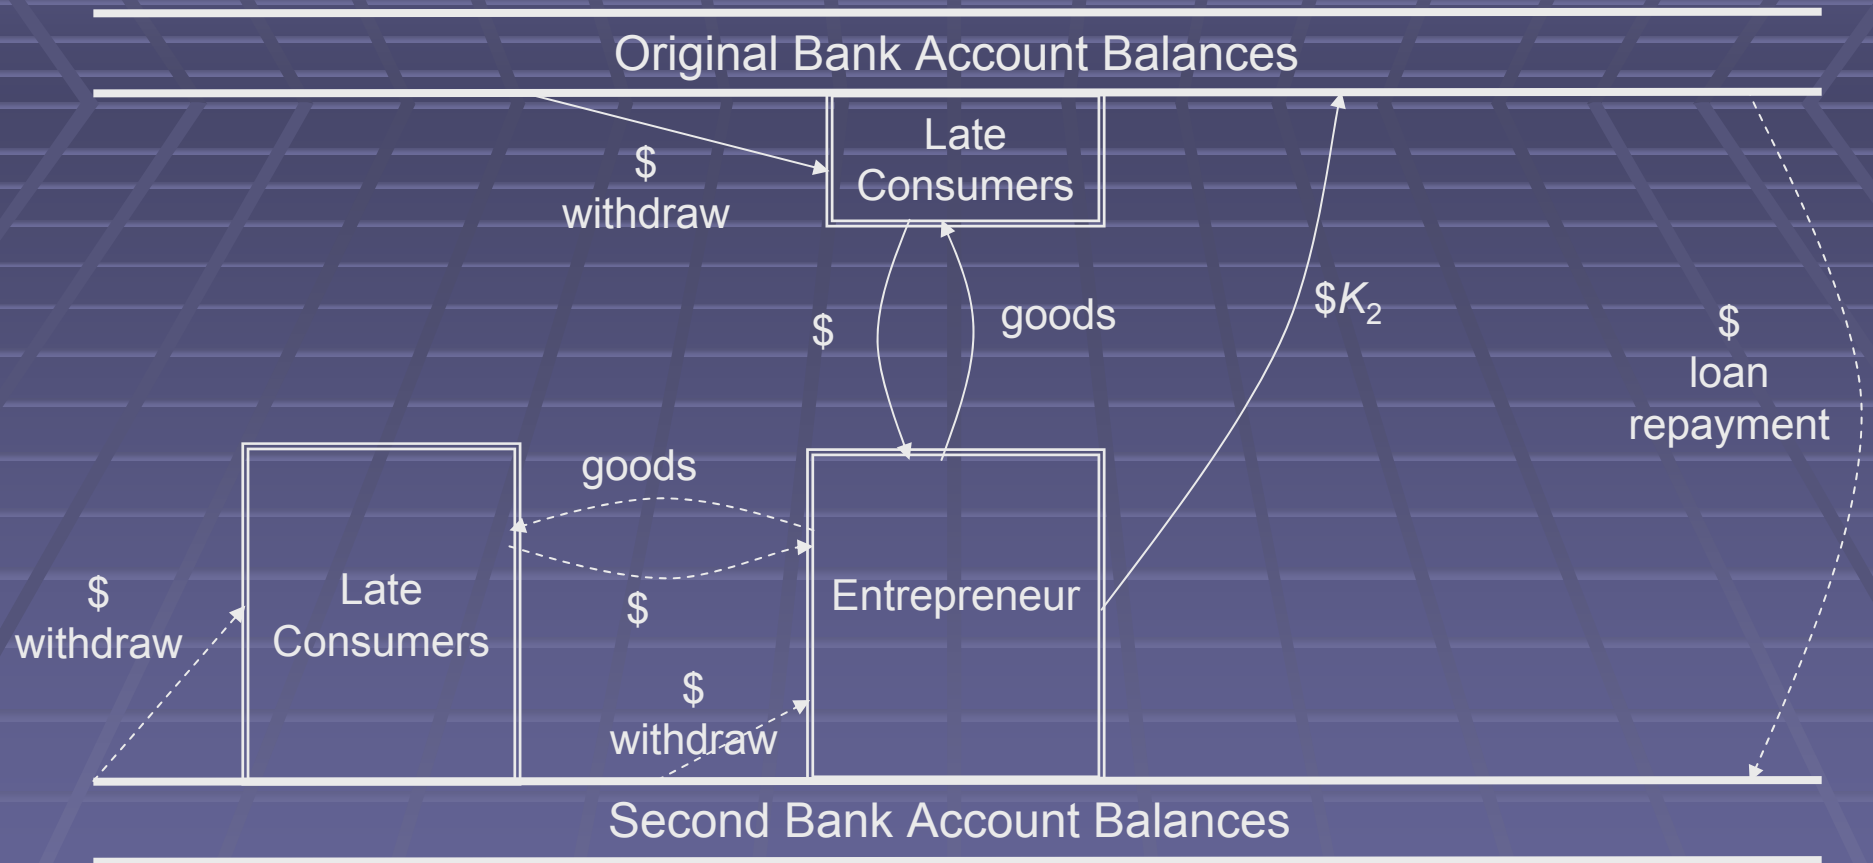 Original Bank Account Balances
Late
Consumers
$
withdraw
$
goods
$K₂
$
loan
repayment
goods
$
withdraw
Late
Consumers
$
Entrepreneur
$
withdraw
Second Bank Account Balances